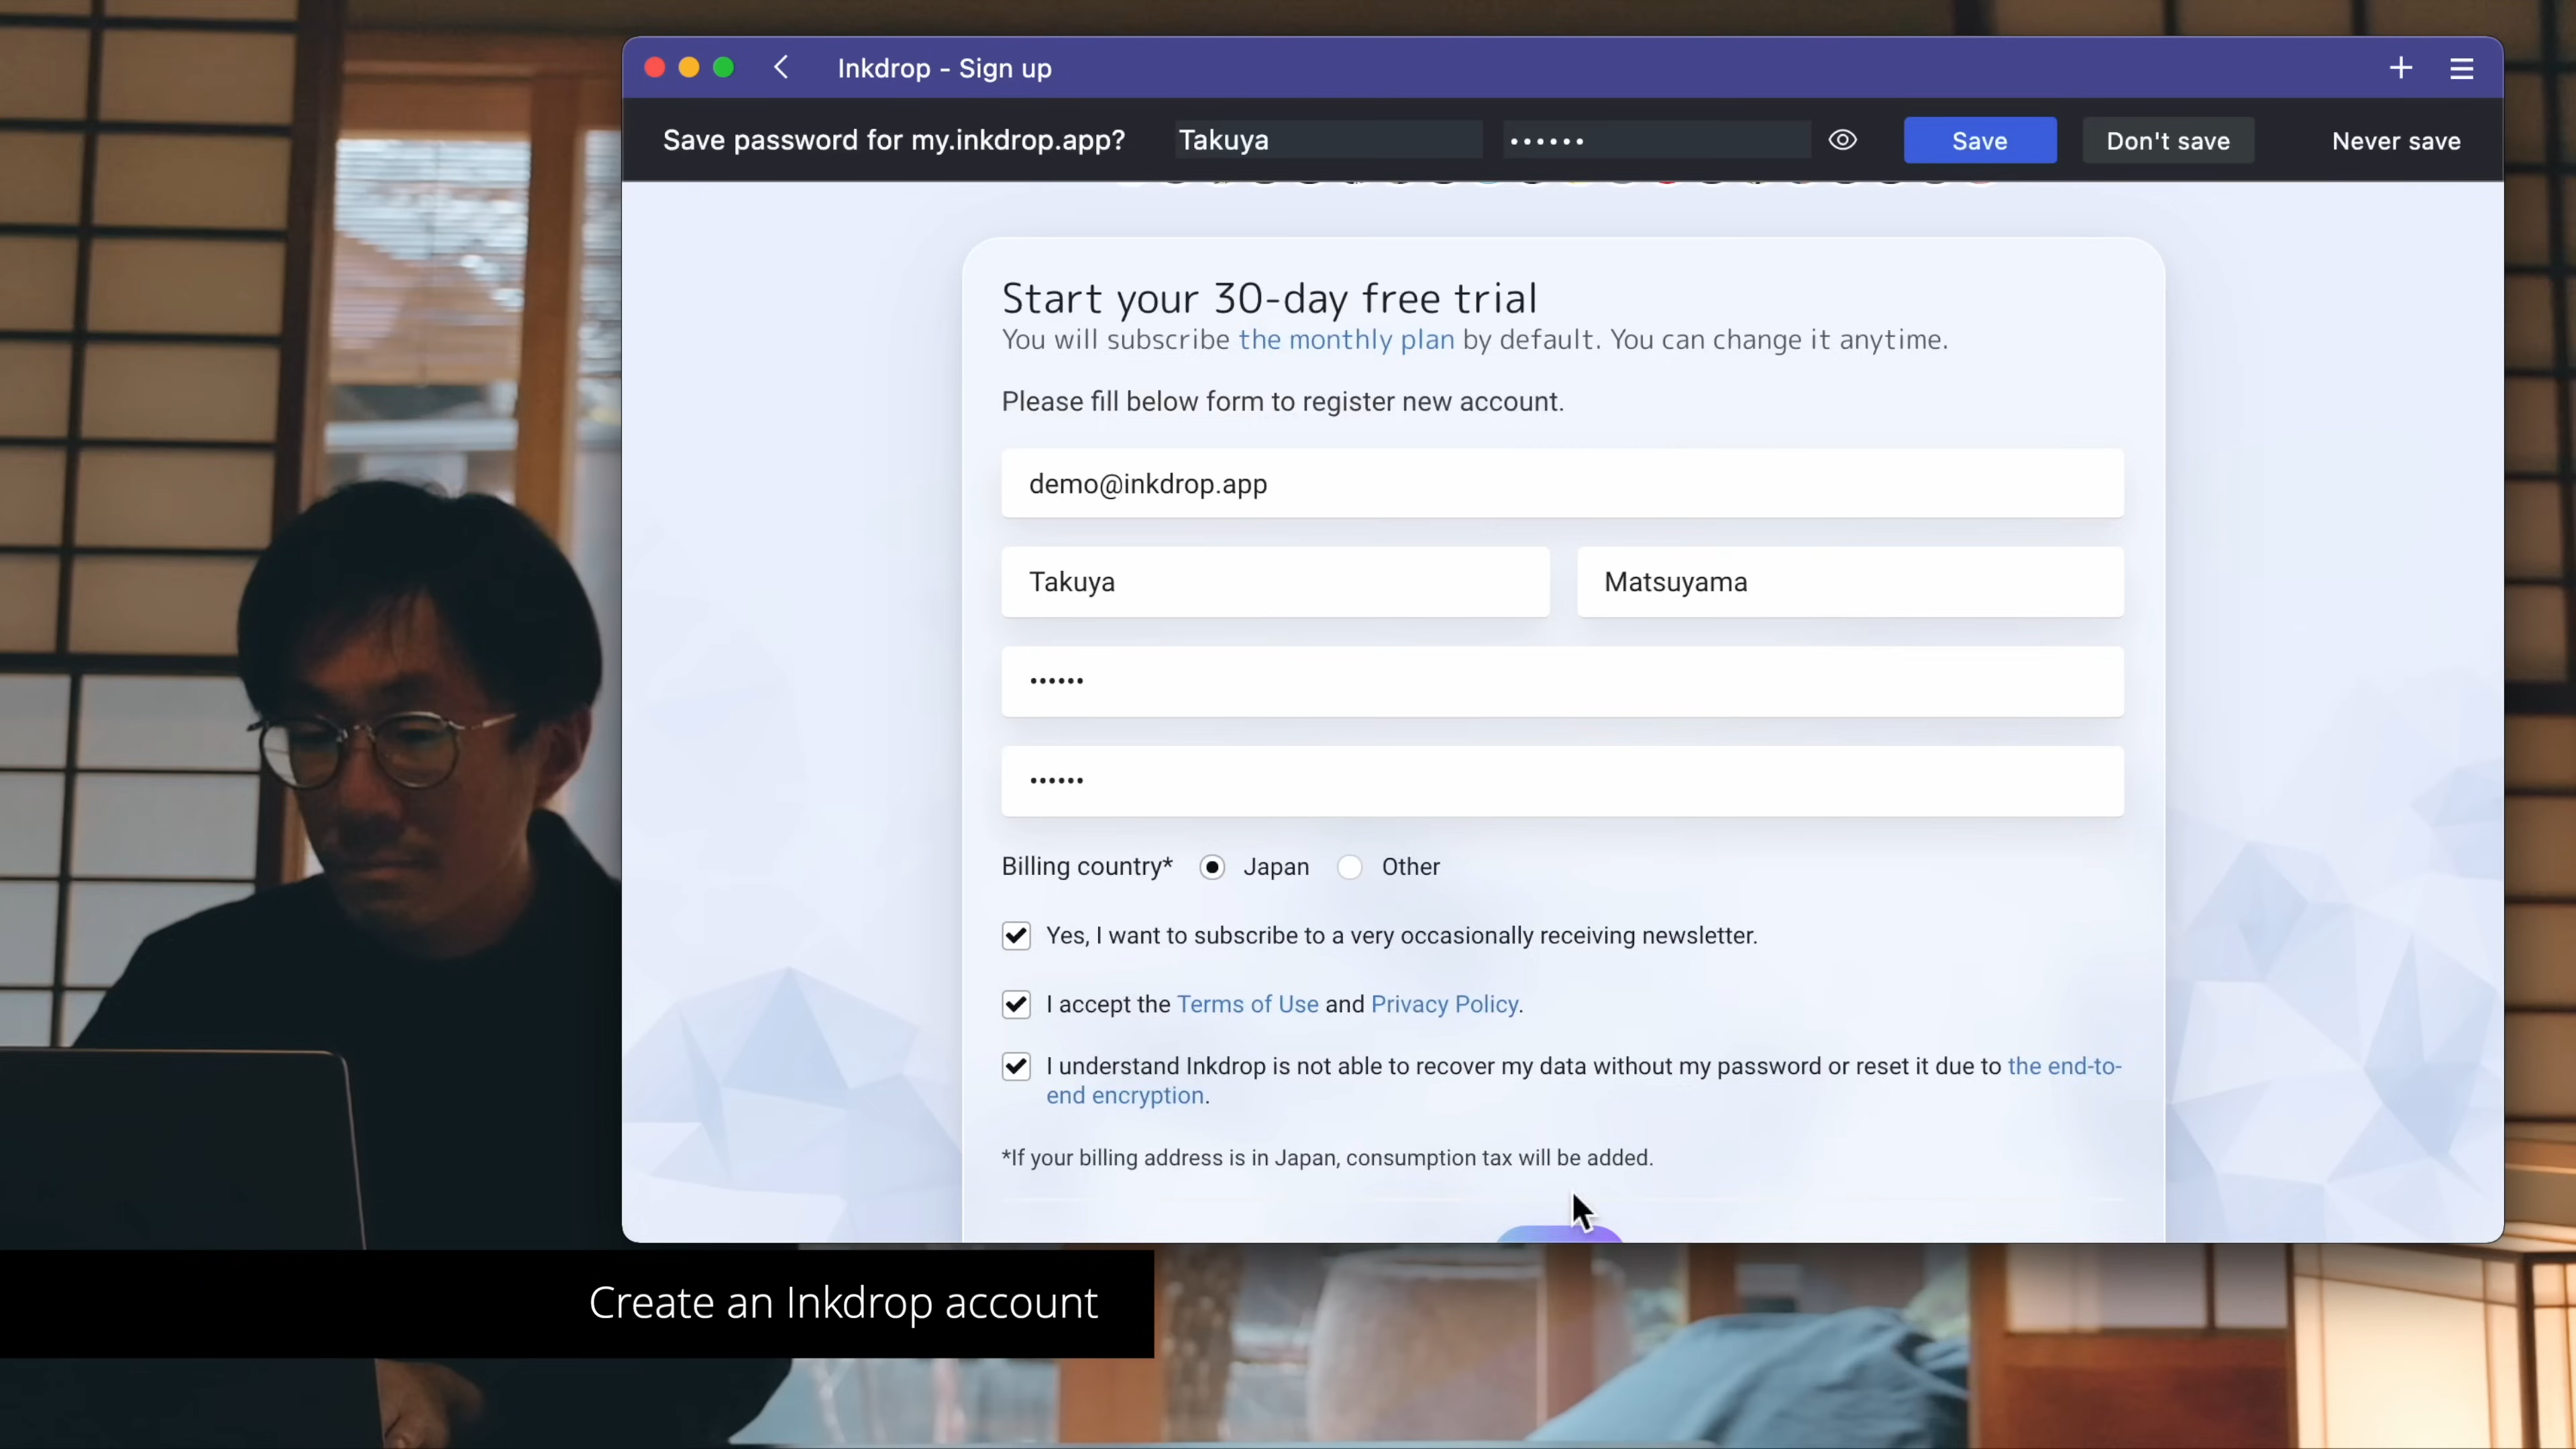 Inkdrop - Sign up
Save password for my.inkdrop.app? Takuya •••••• Save Don't save Never save
Start your 30-day free trial
You will subscribe the monthly plan by default. You can change it anytime.
Please fill below form to register new account.
demo@inkdrop.app
Takuya Matsuyama
••••••
••••••
Billing country* Japan Other
Yes, I want to subscribe to a very occasionally receiving newsletter.
I accept the Terms of Use and Privacy Policy.
I understand Inkdrop is not able to recover my data without my password or reset it due to the end-to-
end encryption.
*If your billing address is in Japan, consumption tax will be added.
Create an Inkdrop account